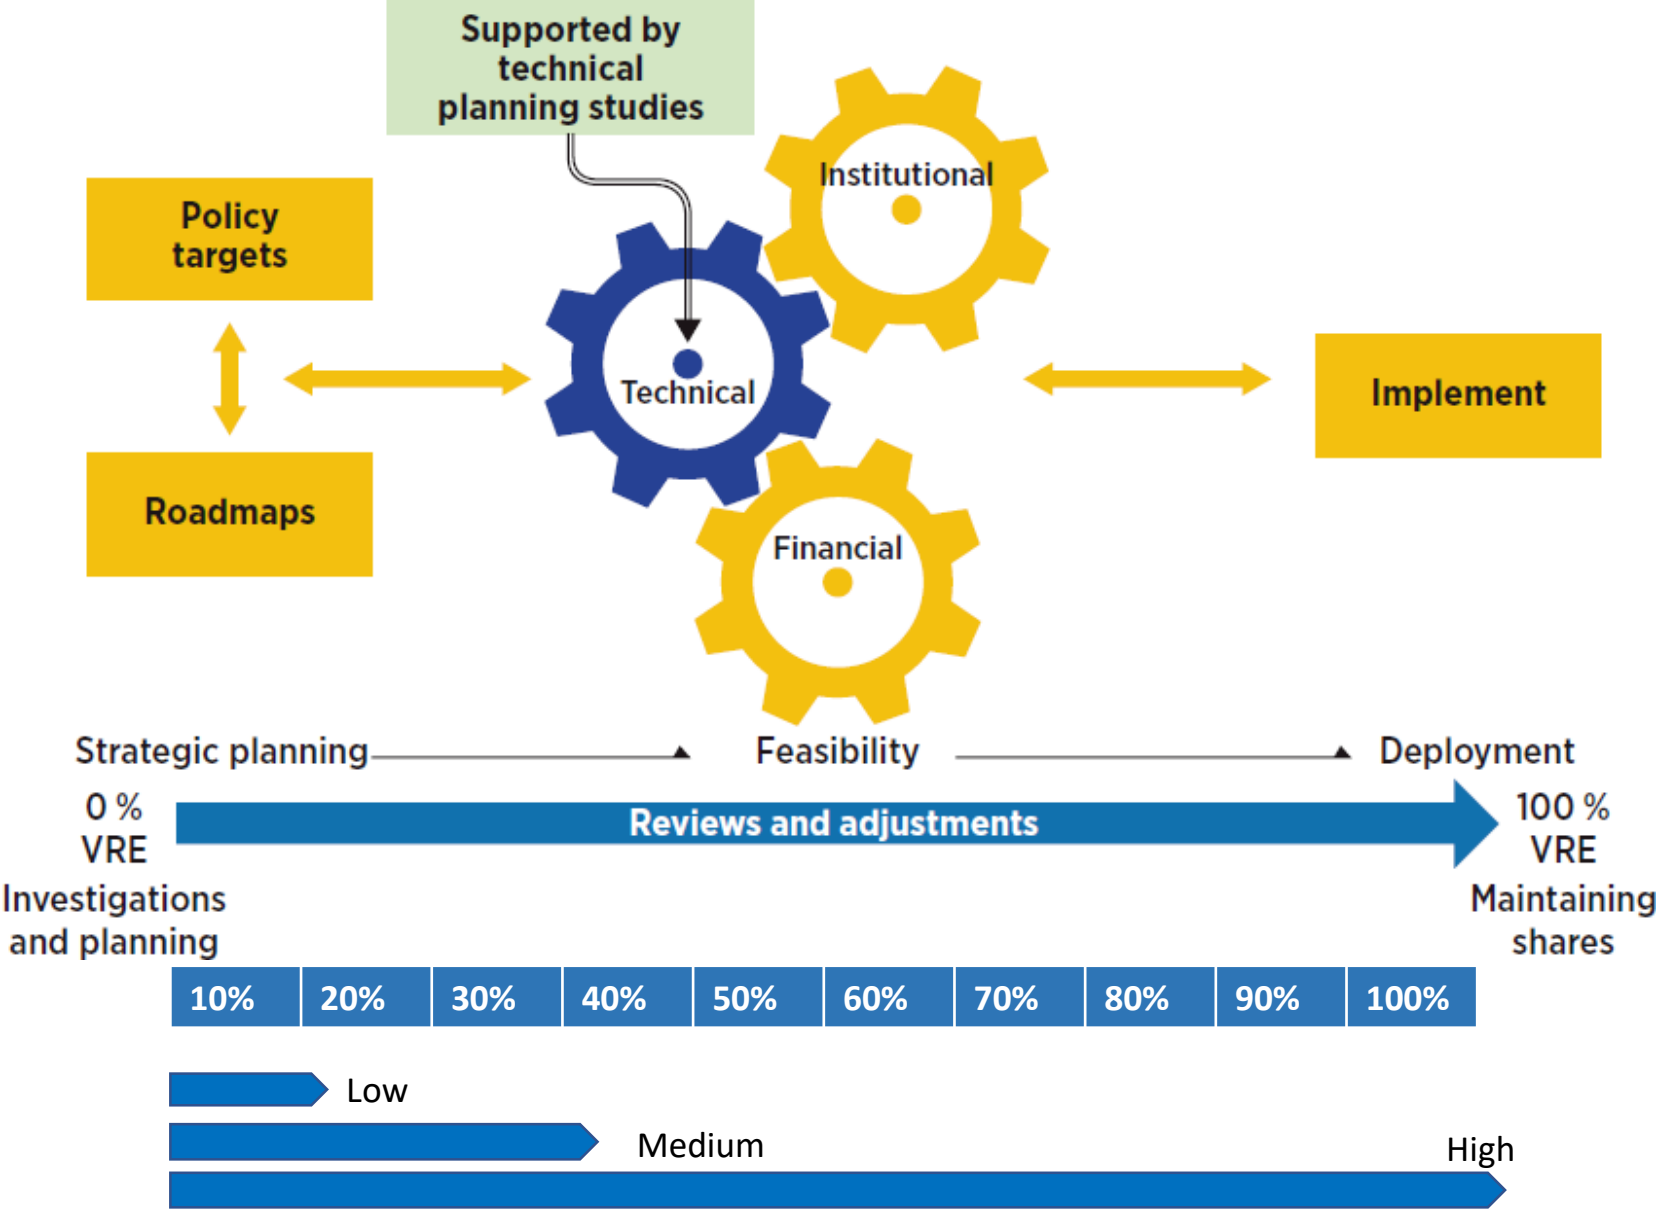 Supported by
technical
planning studies
Institutional
Policy
targets
Technical
Implement
Roadmaps
Financial
Strategic planning
Feasibility
Deployment
0 %
VRE
Reviews and adjustments
100 %
VRE
Investigations
and planning
Maintaining
shares
10% 20% 30% 40% 50% 60% 70% 80% 90% 100%
Low
Medium
High